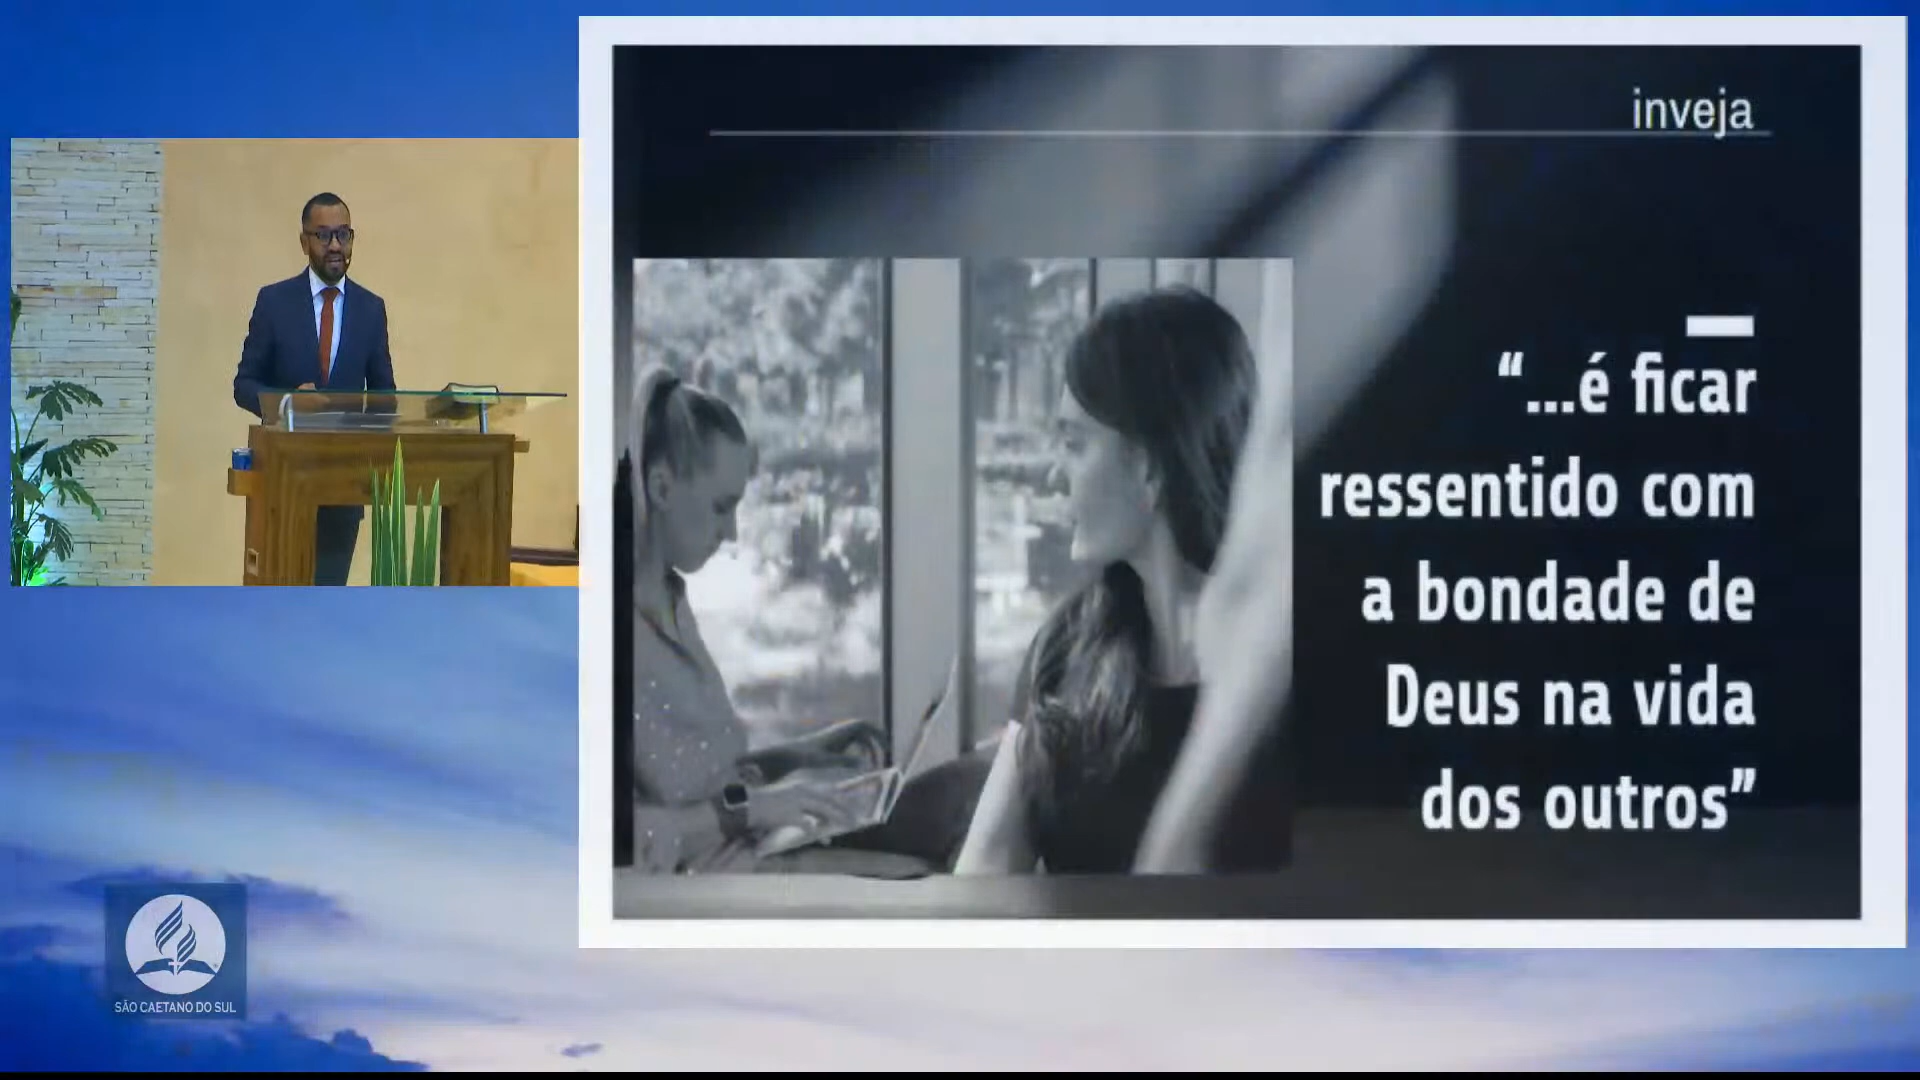 inveja
“...é ficar
ressentido com
a bondade de
Deus na vida
dos outros”
SÃO CAETANO DO SUL